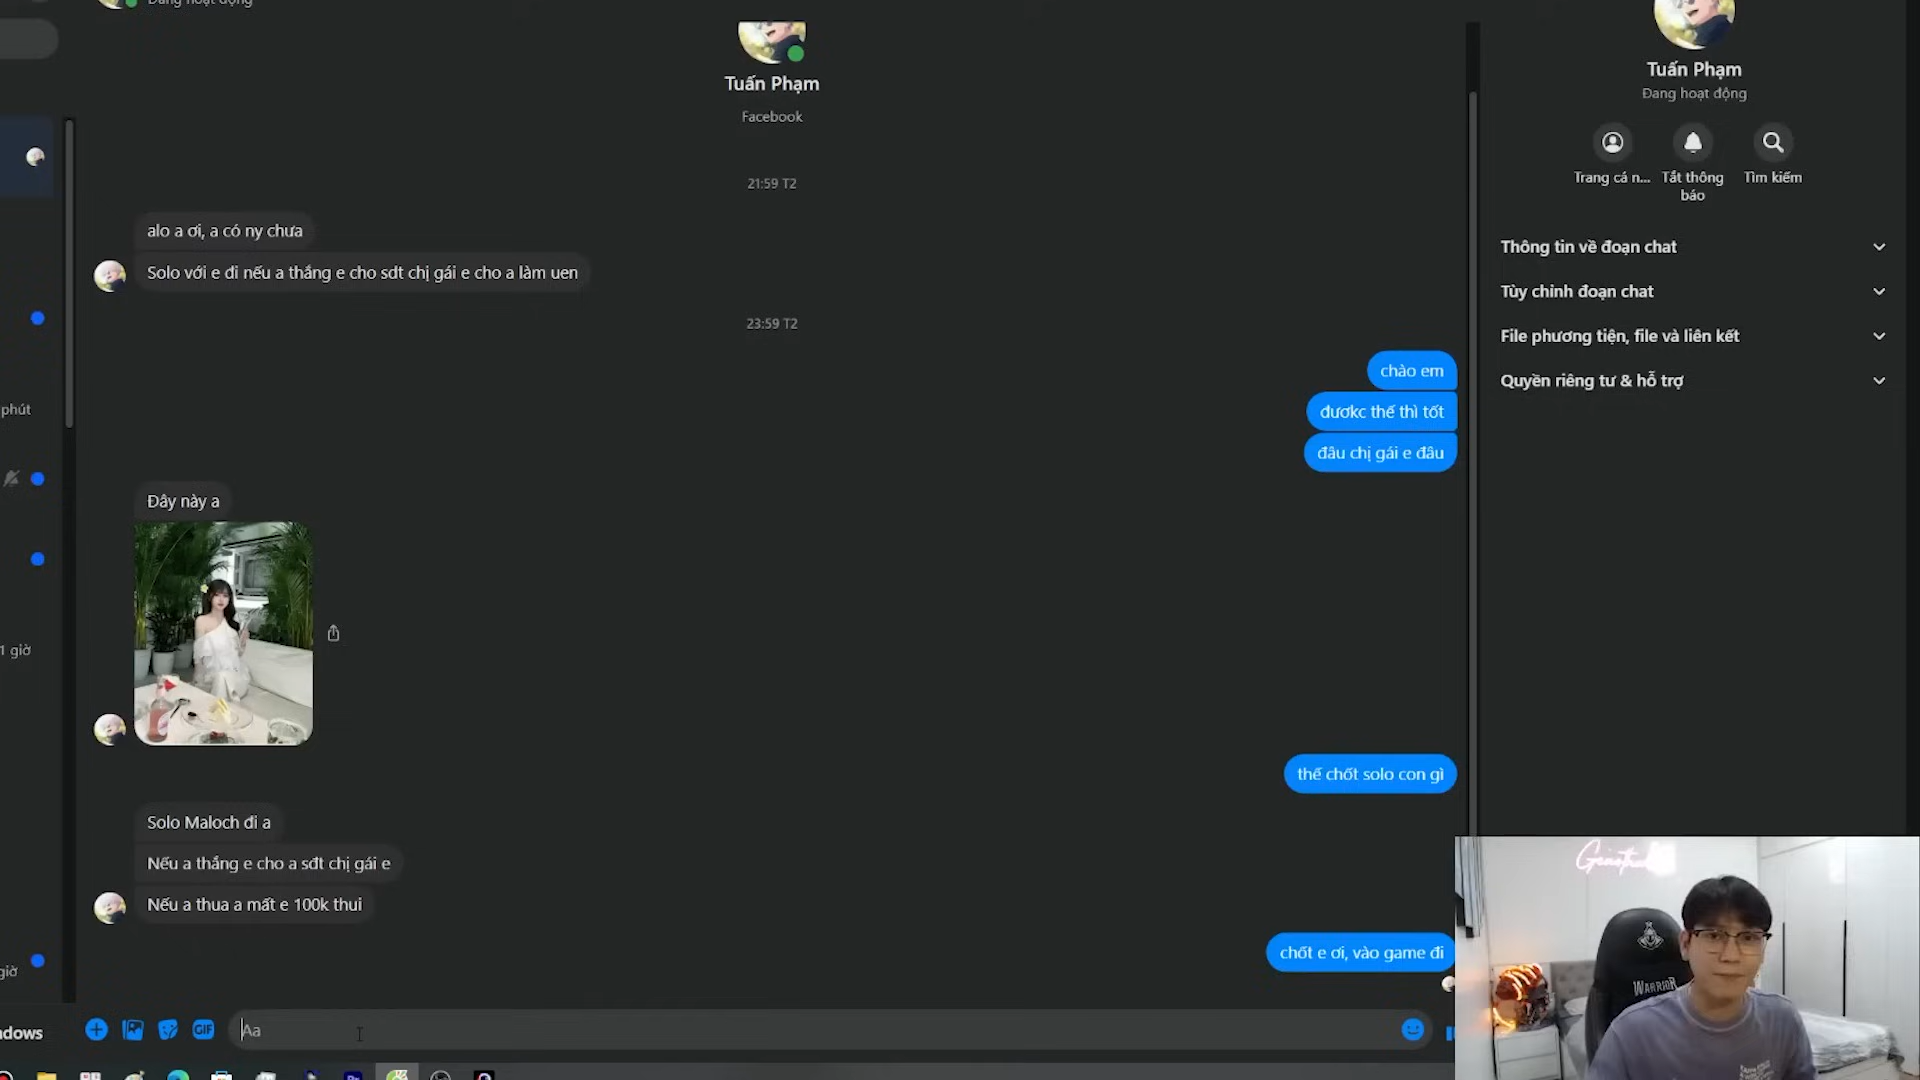 Đang hoạt động
Tuấn Phạm
Facebook
21:59 T2
alo a ơi, a có ny chưa
Solo với e di nếu a thắng e cho sdt chị gái e cho a làm uen
23:59 T2
chào em
đươkc thế thì tốt
đâu chị gái e đâu
Đây này a
thế chốt solo con gì
Solo Maloch đi a
Nếu a thắng e cho a sđt chị gái e
Nếu a thua a mất e 100k thui
chốt e ơi, vào game đi
Aa
GIF
phút
1 giờ
giờ
Tuấn Phạm
Đang hoạt động
Trang cá n...
Tắt thông báo
Tìm kiếm
Thông tin về đoạn chat
Tùy chỉnh đoạn chat
File phương tiện, file và liên kết
Quyền riêng tư & hỗ trợ
WARRIOR